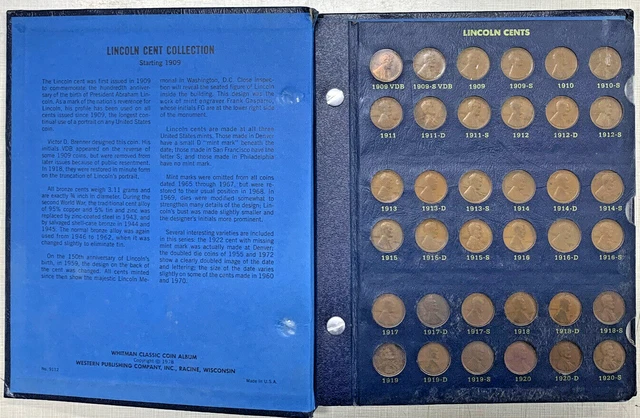 LINCOLN CENT COLLECTION
Starting 1909
The Lincoln cent was first issued in 1909
to commemorate the hundredth anniver-
sary of the birth of President Abraham Lin-
coln. As a mark of the nation's reverence for
Lincoln, his profile has been used on all
cents issued since 1909, the longest con-
tinual use of a portrait on any United States
coin.
Victor D. Brenner designed this coin. His
initials VDB appeared on the reverse of
some 1909 coins, but were removed from
later issues because of public resentment.
In 1918, they were restored in minute form
on the truncation of Lincoln's portrait.
All bronze cents weigh 3.11 grams and
are exactly ¾ inch in diameter. During the
second World War, the traditional cent alloy
of 95% copper and 5% tin and zinc was
replaced by zinc-coated steel in 1943, and
by salvaged shell-case bronze in 1944 and
1945. The normal bronze alloy was again
used from 1946 to 1962, when it was
changed slightly to eliminate tin.
On the 150th anniversary of Lincoln's
birth, in 1959, the design on the back of
the cent was changed. All cents minted
since then show the majestic Lincoln Me-
morial in Washington, D.C. Close inspec-
tion will reveal the seated figure of Lincoln
inside the building. This design was the
work of mint engraver Frank Gasparro,
whose initials FG are at the lower right side
of the monument.
Lincoln cents are made at all three
United States mints. Those made in Denver
have a small D "mint mark" beneath the
date; those made in San Francisco have the
letter S; and those made in Philadelphia
have no mint mark.
Mint marks were omitted from all coins
dated 1965 through 1967, but were re-
stored to their usual position in 1968. In
1969, dies were modified somewhat to
strengthen many details of the design; Lin-
coln's bust was made slightly smaller and
the designer's initials more prominent.
Several interesting varieties are included
in this series: the 1922 cent with missing
mint mark was actually made at Denver;
the doubled die coins of 1955 and 1972
show a clearly doubled image of the date
and lettering; the size of the date varies
slightly on some of the cents made in 1960
and 1970.
WHITMAN CLASSIC COIN ALBUM
Copyright © 1978
WESTERN PUBLISHING COMPANY, INC., RACINE, WISCONSIN
Made in U.S.A.
LINCOLN CENTS
1909 VDB 1909-S VDB 1909 1909-S 1910 1910-S
1911 1911-D 1911-S 1912 1912-D 1912-S
1913 1913-D 1913-S 1914 1914-D 1914-S
1915 1915-D 1915-S 1916 1916-D 1916-S
1917 1917-D 1917-S 1918 1918-D 1918-S
1919 1919-D 1919-S 1920 1920-D 1920-S